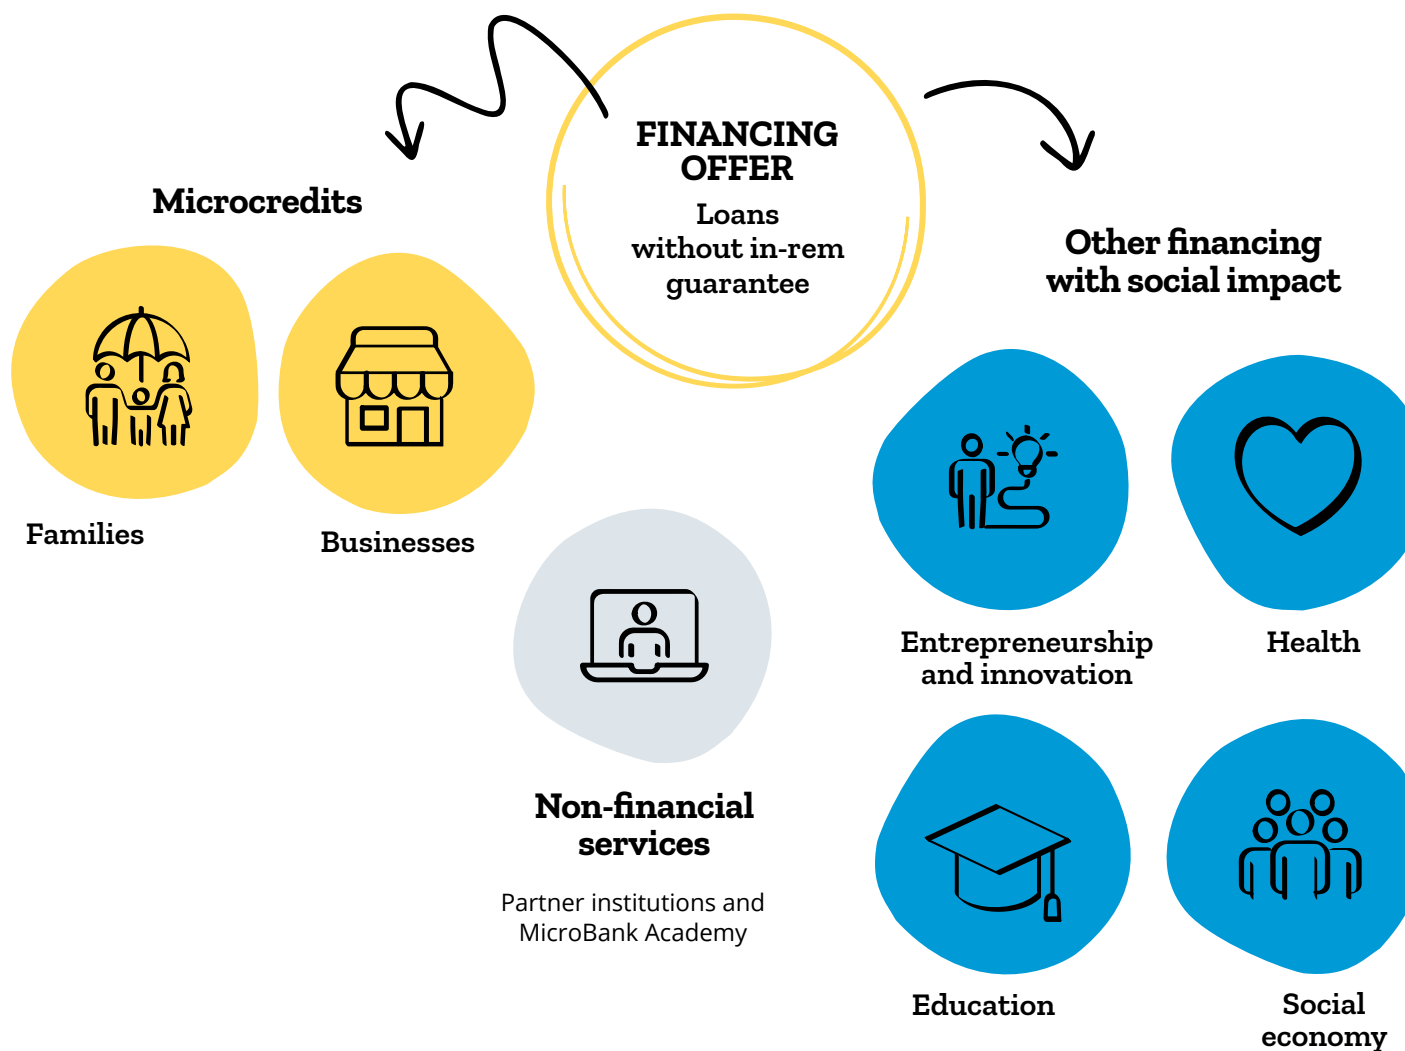 FINANCING
OFFER
Loans
without in-rem
guarantee
Microcredits
Families
Businesses
Other financing
with social impact
Entrepreneurship
and innovation
Health
Education
Social
economy
Non-financial
services
Partner institutions and
MicroBank Academy